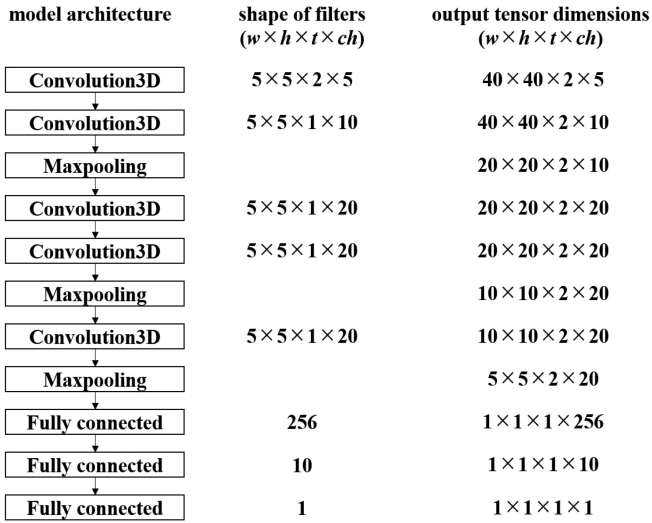 model architecture shape of filters output tensor dimensions
(w×h×t×ch) (w×h×t×ch)
Convolution3D 5×5×2×5 40×40×2×5
Convolution3D 5×5×1×10 40×40×2×10
Maxpooling 20×20×2×10
Convolution3D 5×5×1×20 20×20×2×20
Convolution3D 5×5×1×20 20×20×2×20
Maxpooling 10×10×2×20
Convolution3D 5×5×1×20 10×10×2×20
Maxpooling 5×5×2×20
Fully connected 256 1×1×1×256
Fully connected 10 1×1×1×10
Fully connected 1 1×1×1×1